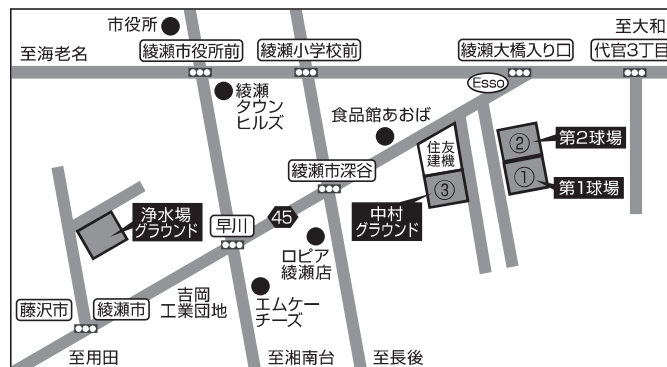 市役所
至大和
至海老名
綾瀬市役所前
綾瀬小学校前
綾瀬大橋入り口
代官3丁目
Esso
綾瀬
タウン
ヒルズ
食品館あおば
住友
建機
②
第2球場
①
第1球場
綾瀬市深谷
③
中村
グラウンド
浄水場
グラウンド
早川
45
ロピア
綾瀬店
吉岡
工業団地
エムケー
チーズ
藤沢市
綾瀬市
至用田
至湘南台
至長後